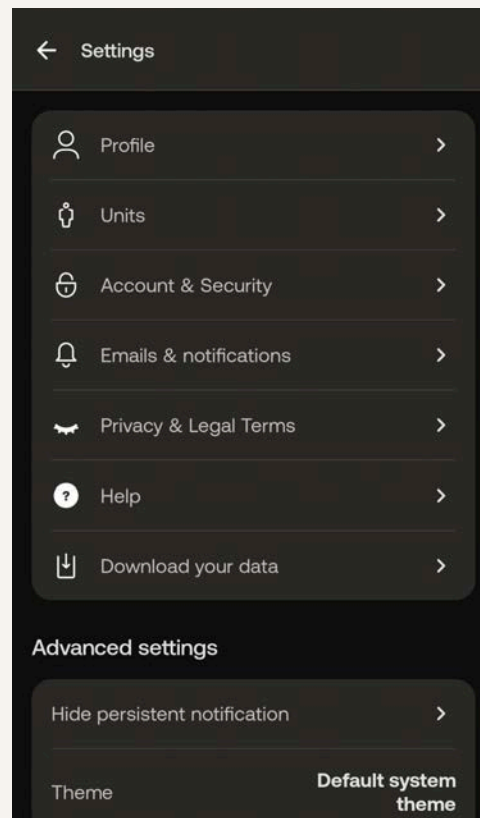 Settings
Profile
Units
Account & Security
Emails & notifications
Privacy & Legal Terms
?
Help
Download your data
Advanced settings
Hide persistent notification
Theme
Default system
theme